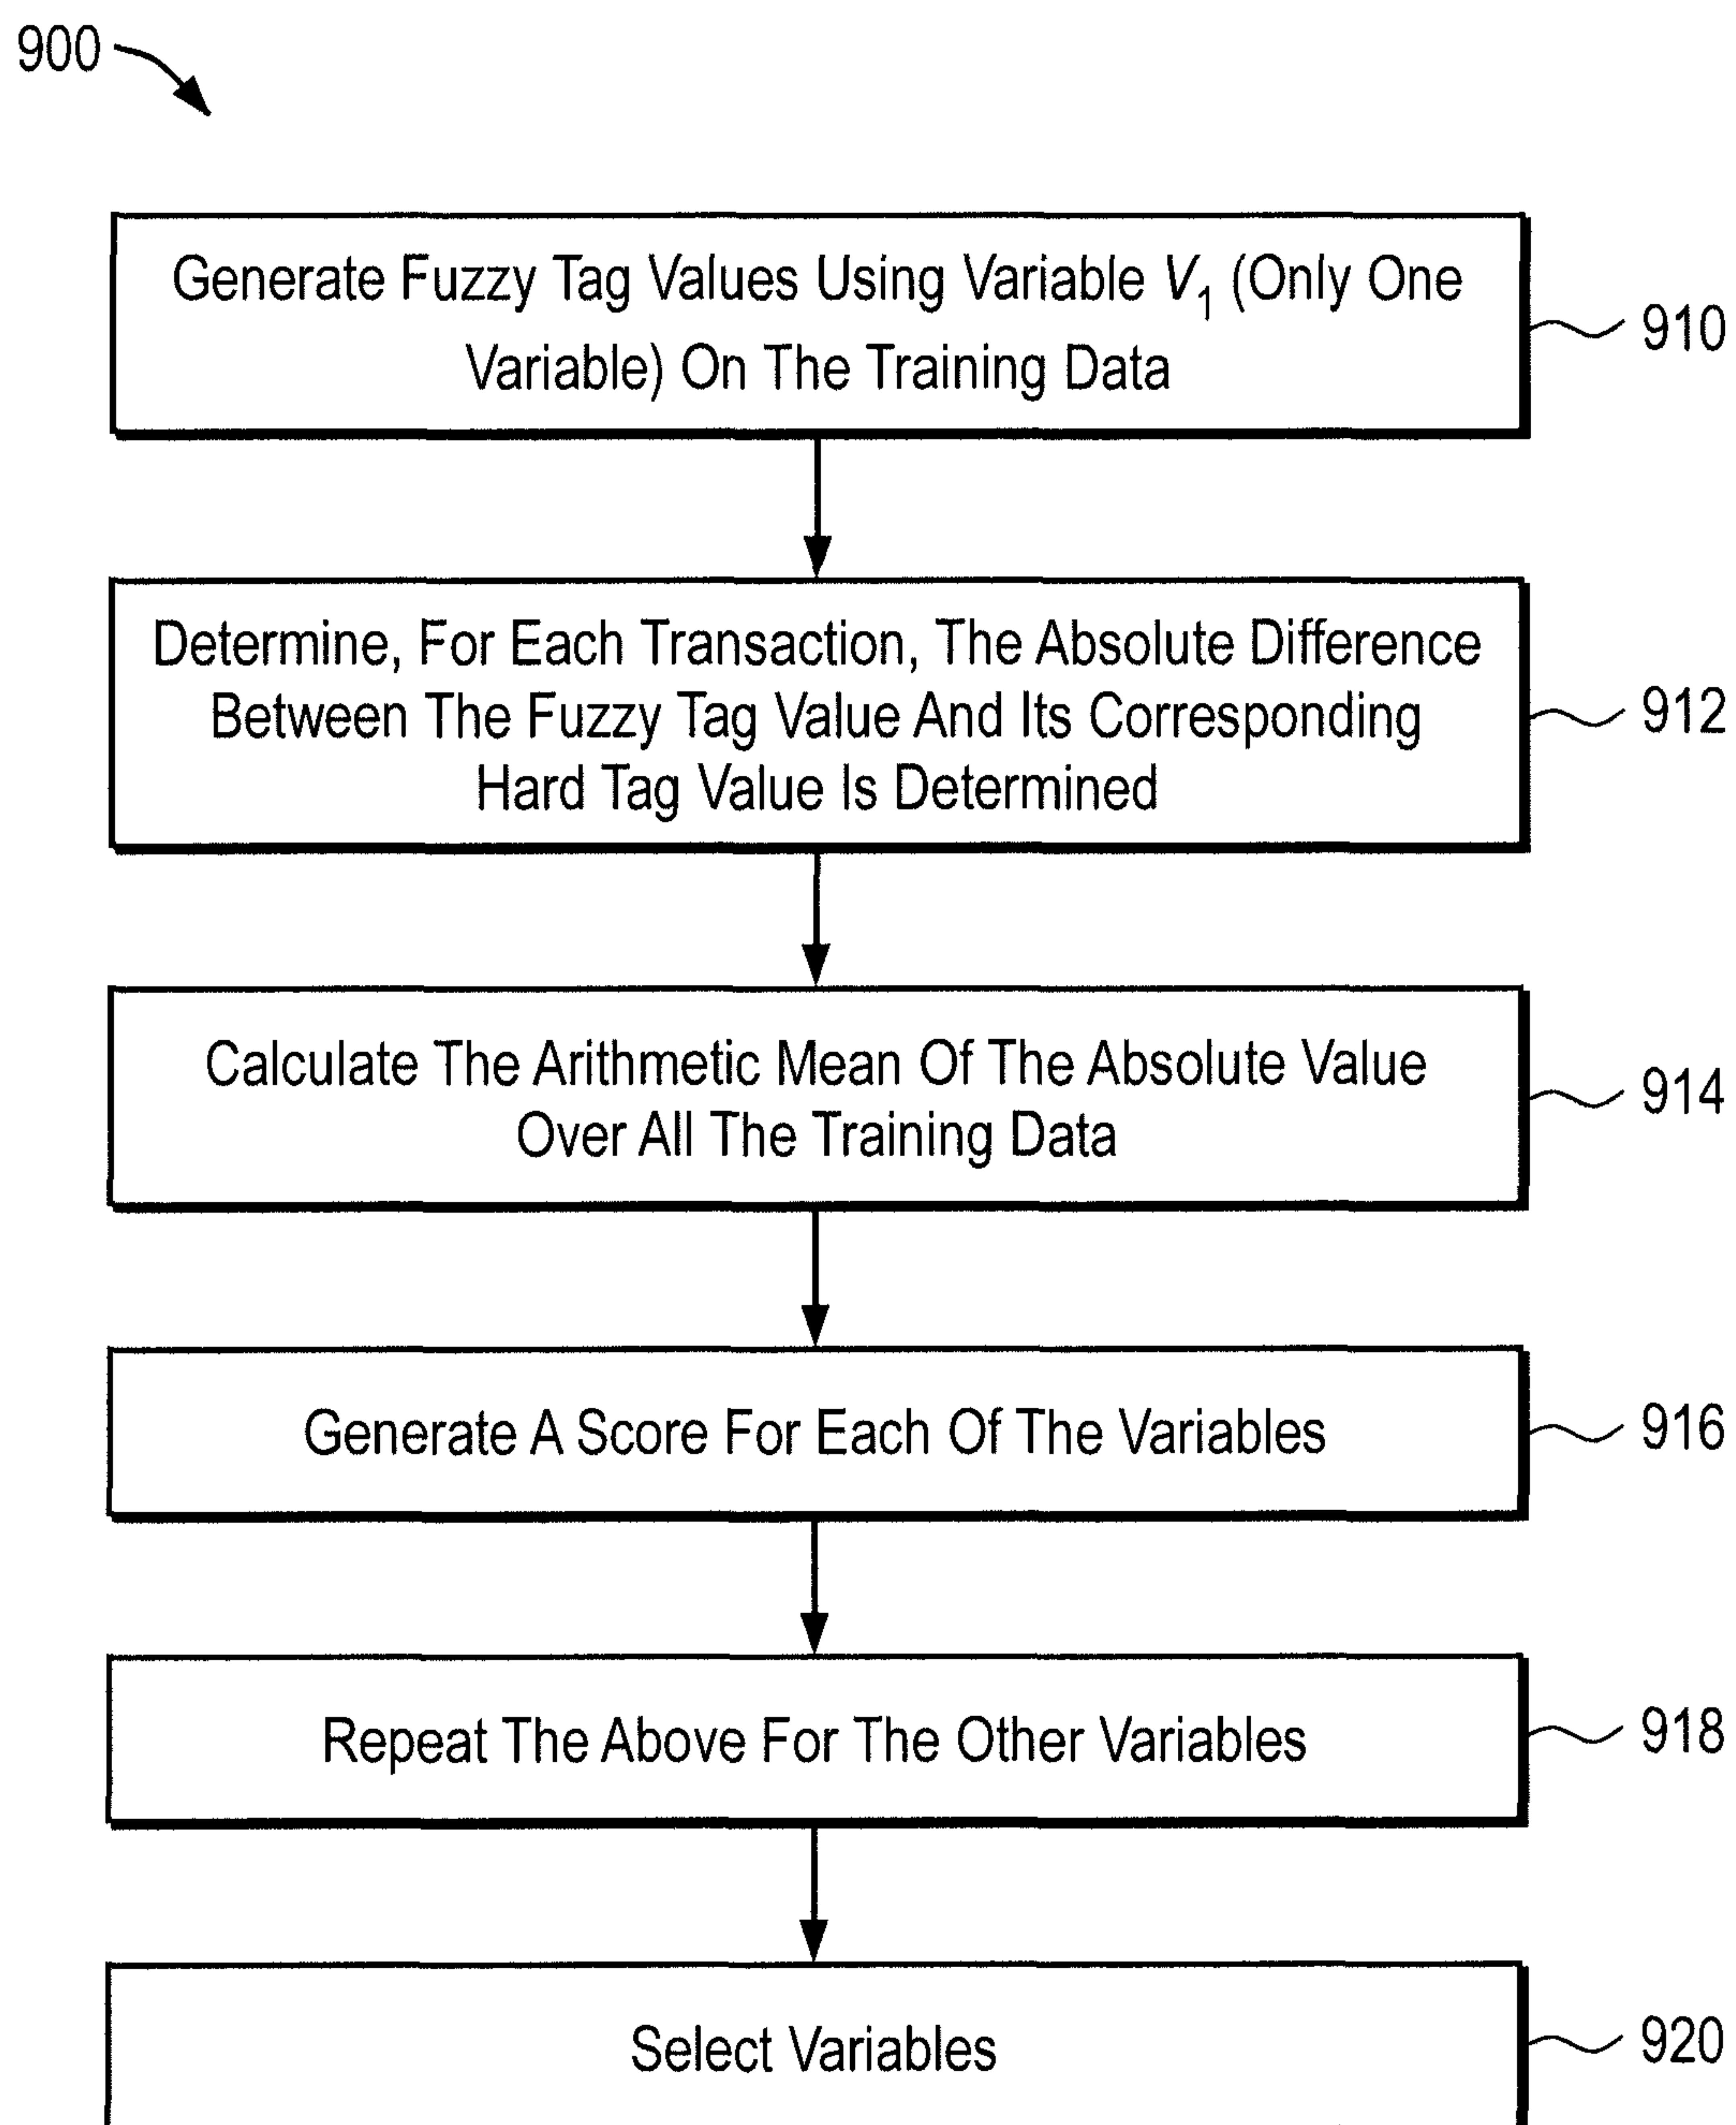 900
Generate Fuzzy Tag Values Using Variable V1 (Only One
Variable) On The Training Data
910
Determine, For Each Transaction, The Absolute Difference
Between The Fuzzy Tag Value And Its Corresponding
Hard Tag Value Is Determined
912
Calculate The Arithmetic Mean Of The Absolute Value
Over All The Training Data
914
Generate A Score For Each Of The Variables
916
Repeat The Above For The Other Variables
918
Select Variables
920